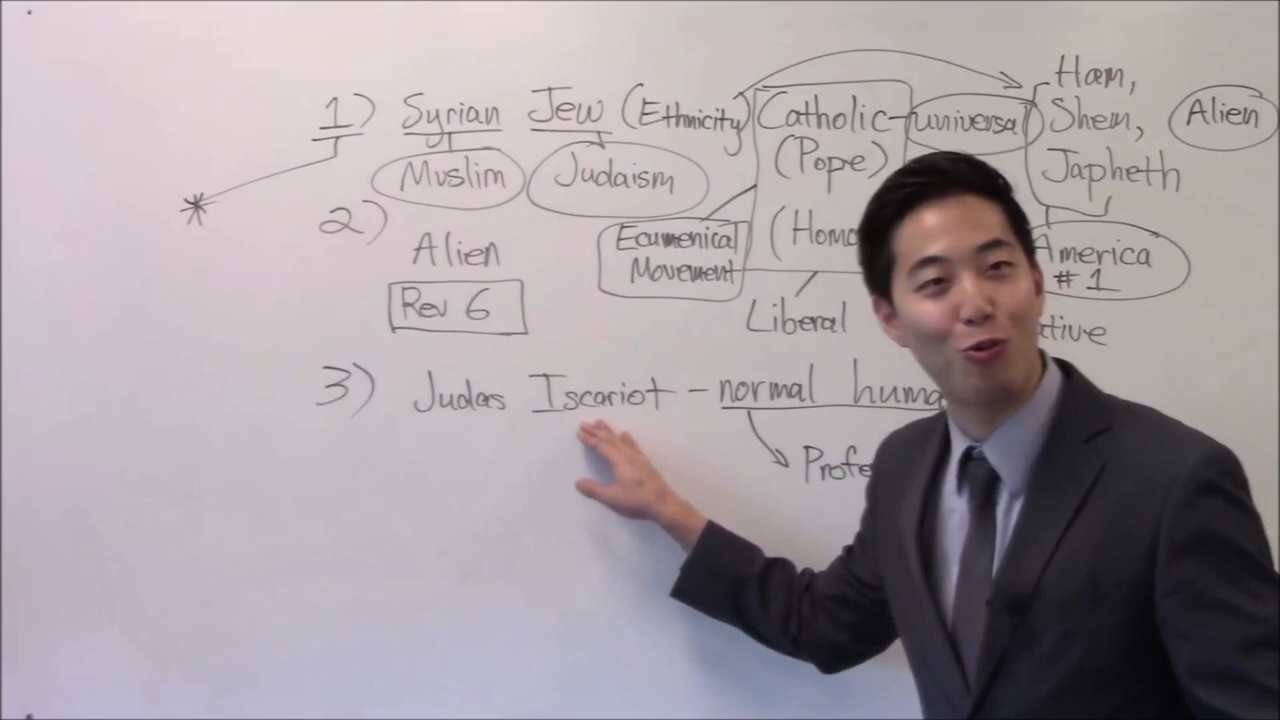 1) Syrian Jew (Ethnicity) Catholic - universal Ham,
Shem,
Japheth
Alien
Muslim Judaism (Pope)
2) Alien
Rev 6
Ecumenical
Movement
America
#1
Liberal
3) Judas Iscariot - normal